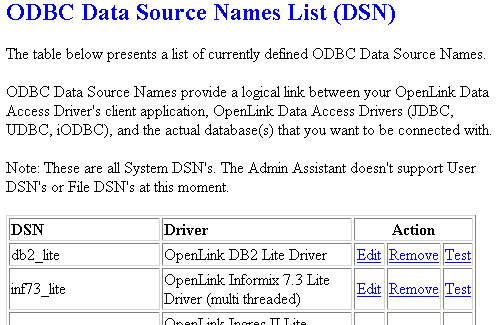 ODBC Data Source Names List (DSN)
The table below presents a list of currently defined ODBC Data Source Names.
ODBC Data Source Names provide a logical link between your OpenLink Data
Access Driver's client application, OpenLink Data Access Drivers (JDBC,
UDBC, iODBC), and the actual database(s) that you want to be connected with.
Note: These are all System DSN's. The Admin Assistant doesn't support User
DSN's or File DSN's at this moment.
DSN Driver Action
db2_lite OpenLink DB2 Lite Driver Edit Remove Test
inf73_lite OpenLink Informix 7.3 Lite Driver (multi threaded) Edit Remove Test
OpenLink Ingres II Lite